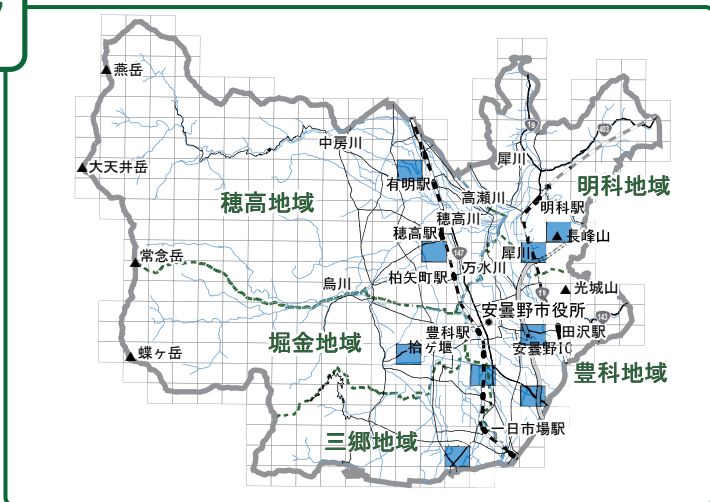 燕岳
19
403
中房川
犀川
大天井岳
有明駅
明科地域
穂高地域
高瀬川
明科駅
穂高川
穂高駅
長峰山
犀川
147
常念岳
万水川
柏矢町駅
烏川
光城山
安曇野市役所
143
豊科駅
田沢駅
堀金地域
拾ヶ堰
安曇野IC
蝶ヶ岳
豊科地域
一日市場駅
三郷地域